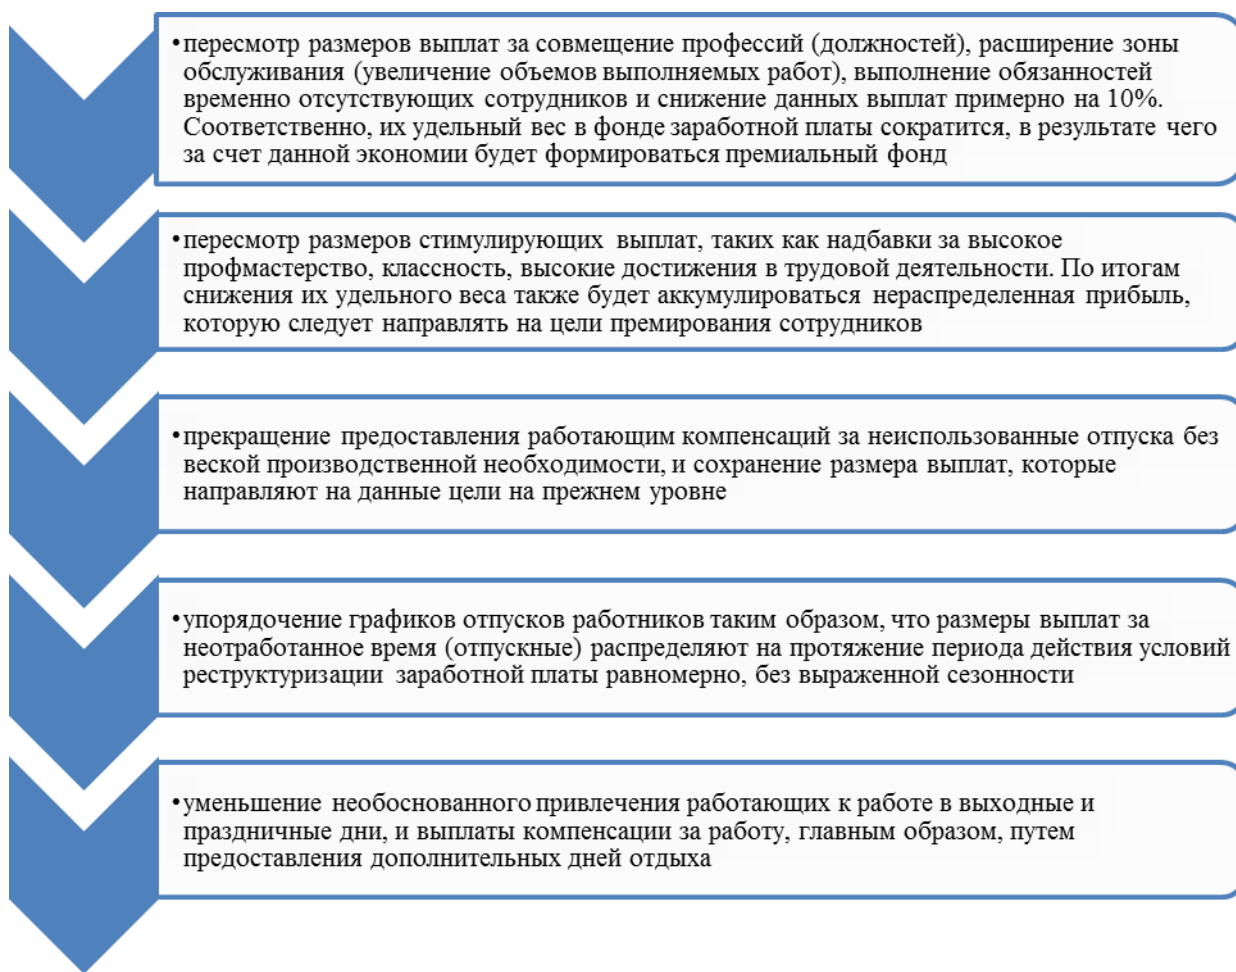 •пересмотр размеров выплат за совмещение профессий (должностей), расширение зоны
обслуживания (увеличение объемов выполняемых работ), выполнение обязанностей
временно отсутствующих сотрудников и снижение данных выплат примерно на 10%.
Соответственно, их удельный вес в фонде заработной платы сократится, в результате чего
за счет данной экономии будет формироваться премиальный фонд
•пересмотр размеров стимулирующих выплат, таких как надбавки за высокое
профмастерство, классность, высокие достижения в трудовой деятельности. По итогам
снижения их удельного веса также будет аккумулироваться нераспределенная прибыль,
которую следует направлять на цели премирования сотрудников
•прекращение предоставления работающим компенсаций за неиспользованные отпуска без
веской производственной необходимости, и сохранение размера выплат, которые
направляют на данные цели на прежнем уровне
•упорядочение графиков отпусков работников таким образом, что размеры выплат за
неотработанное время (отпускные) распределяют на протяжение периода действия условий
реструктуризации заработной платы равномерно, без выраженной сезонности
•уменьшение необоснованного привлечения работающих к работе в выходные и
праздничные дни, и выплаты компенсации за работу, главным образом, путем
предоставления дополнительных дней отдыха